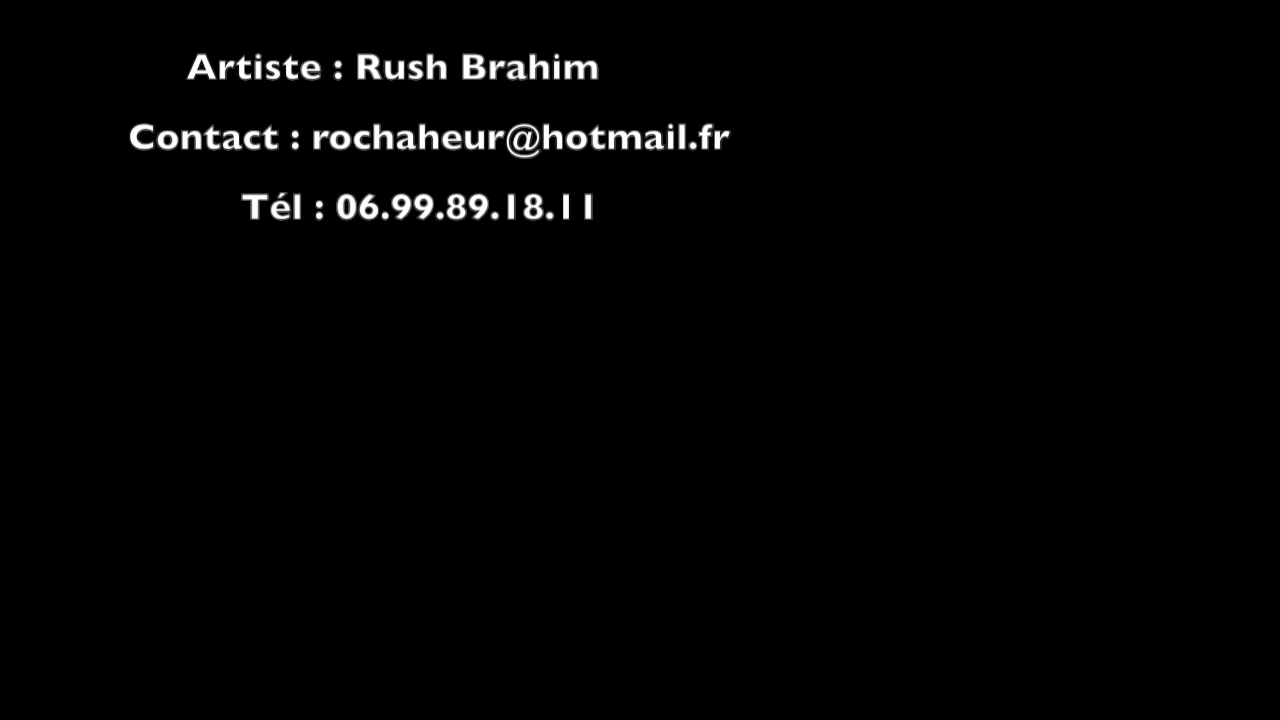 Artiste : Rush Brahim
Contact : rochaheur@hotmail.fr
Tél : 06.99.89.18.11